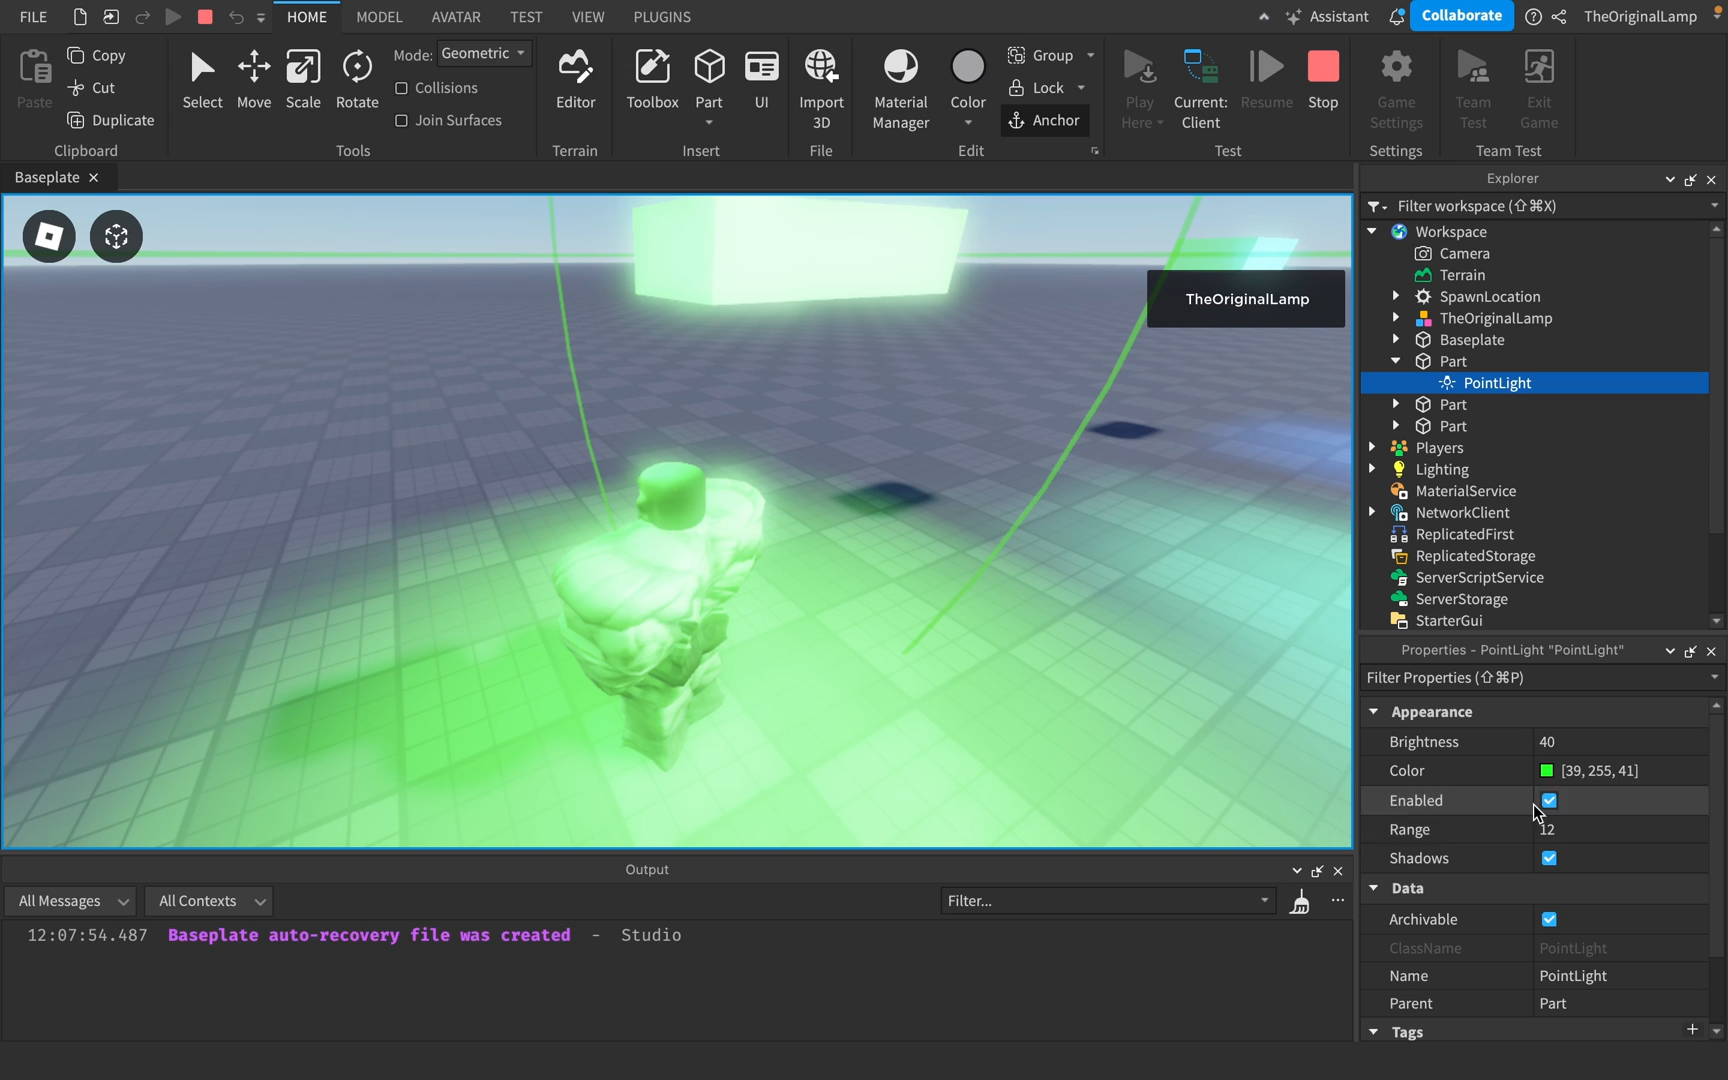 FILE HOME MODEL AVATAR TEST VIEW PLUGINS Assistant Collaborate TheOriginalLamp
Paste Copy Cut Duplicate
Clipboard
Select Move Scale Rotate
Mode: Geometric
Collisions
Join Surfaces
Tools
Editor
Terrain
Toolbox Part UI
Insert
Import
3D
File
Material
Manager
Color
Group
Lock
Anchor
Edit
Play
Here
Current:
Client
Resume Stop
Test
Game
Settings
Settings
Team
Test
Exit
Game
Team Test
Baseplate
TheOriginalLamp
Explorer
Filter workspace (⇧⌘X)
Workspace
Camera
Terrain
SpawnLocation
TheOriginalLamp
Baseplate
Part
PointLight
Part
Part
Players
Lighting
MaterialService
NetworkClient
ReplicatedFirst
ReplicatedStorage
ServerScriptService
ServerStorage
StarterGui
Properties - PointLight "PointLight"
Filter Properties (⇧⌘P)
Appearance
Brightness 40
Color [39, 255, 41]
Enabled
Range 12
Shadows
Data
Archivable
ClassName PointLight
Name PointLight
Parent Part
Tags
Output
All Messages All Contexts Filter...
12:07:54.487 Baseplate auto-recovery file was created - Studio